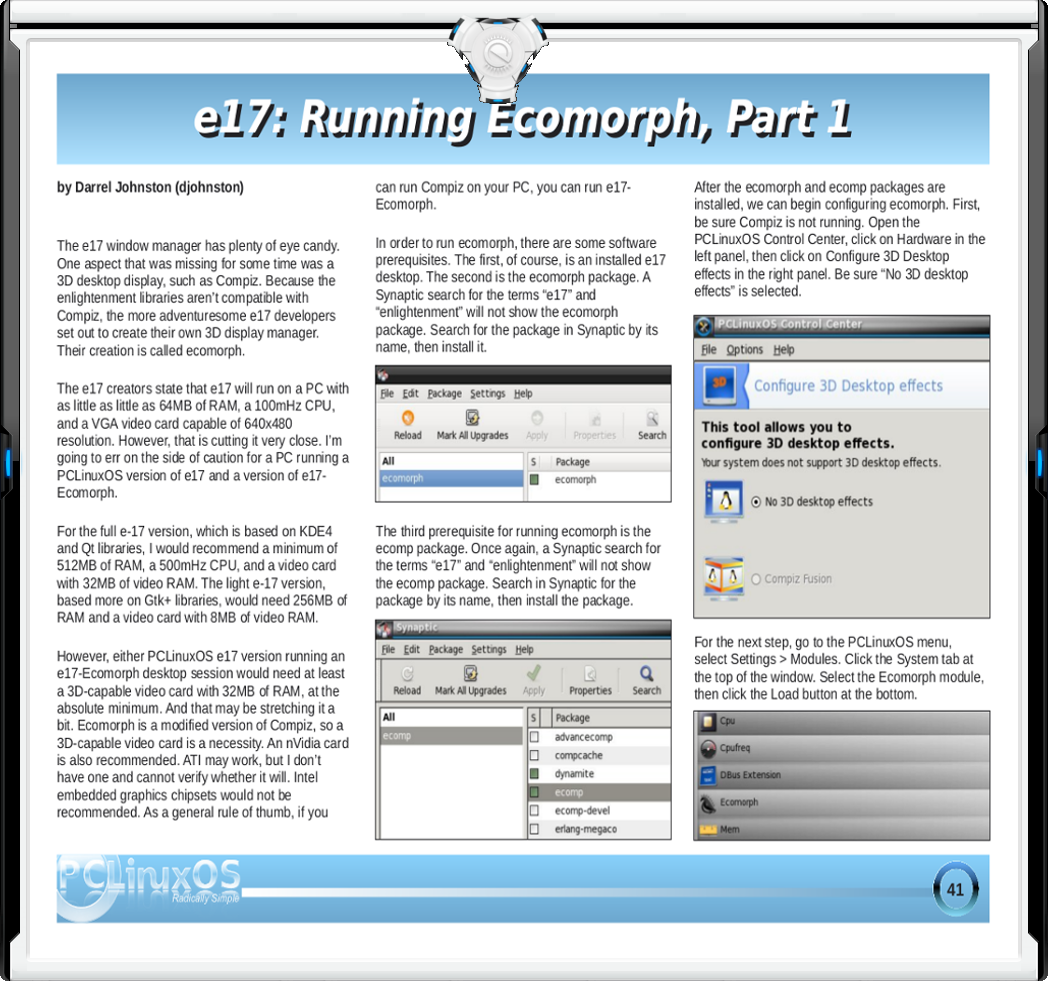 e17: Running Ecomorph, Part 1
by Darrel Johnston (djohnston)
The e17 window manager has plenty of eye candy.
One aspect that was missing for some time was a
3D desktop display, such as Compiz. Because the
enlightenment libraries aren’t compatible with
Compiz, the more adventuresome e17 developers
set out to create their own 3D display manager.
Their creation is called ecomorph.
The e17 creators state that e17 will run on a PC with
as little as little as 64MB of RAM, a 100mHz CPU,
and a VGA video card capable of 640x480
resolution. However, that is cutting it very close. I’m
going to err on the side of caution for a PC running a
PCLinuxOS version of e17 and a version of e17-
Ecomorph.
For the full e-17 version, which is based on KDE4
and Qt libraries, I would recommend a minimum of
512MB of RAM, a 500mHz CPU, and a video card
with 32MB of video RAM. The light e-17 version,
based more on Gtk+ libraries, would need 256MB of
RAM and a video card with 8MB of video RAM.
However, either PCLinuxOS e17 version running an
e17-Ecomorph desktop session would need at least
a 3D-capable video card with 32MB of RAM, at the
absolute minimum. And that may be stretching it a
bit. Ecomorph is a modified version of Compiz, so a
3D-capable video card is a necessity. An nVidia card
is also recommended. ATI may work, but I don’t
have one and cannot verify whether it will. Intel
embedded graphics chipsets would not be
recommended. As a general rule of thumb, if you
can run Compiz on your PC, you can run e17-
Ecomorph.
In order to run ecomorph, there are some software
prerequisites. The first, of course, is an installed e17
desktop. The second is the ecomorph package. A
Synaptic search for the terms “e17” and
“enlightenment” will not show the ecomorph
package. Search for the package in Synaptic by its
name, then install it.
File Edit Package Settings Help
Reload Mark All Upgrades Apply Properties Search
All S Package
ecomorph ecomorph
The third prerequisite for running ecomorph is the
ecomp package. Once again, a Synaptic search for
the terms “e17” and “enlightenment” will not show
the ecomp package. Search in Synaptic for the
package by its name, then install the package.
Synaptic
File Edit Package Settings Help
Reload Mark All Upgrades Apply Properties Search
All S Package
ecomp advancecomp
compcache
dynamite
ecomp
ecomp-devel
erlang-megaco
After the ecomorph and ecomp packages are
installed, we can begin configuring ecomorph. First,
be sure Compiz is not running. Open the
PCLinuxOS Control Center, click on Hardware in the
left panel, then click on Configure 3D Desktop
effects in the right panel. Be sure “No 3D desktop
effects” is selected.
PCLinuxOS Control Center
File Options Help
3D Configure 3D Desktop effects
This tool allows you to
configure 3D desktop effects.
Your system does not support 3D desktop effects.
No 3D desktop effects
Compiz Fusion
For the next step, go to the PCLinuxOS menu,
select Settings > Modules. Click the System tab at
the top of the window. Select the Ecomorph module,
then click the Load button at the bottom.
Cpu
Cpufreq
DBus Extension
Ecomorph
Mem
PCLinuxOS
Radically Simple
41